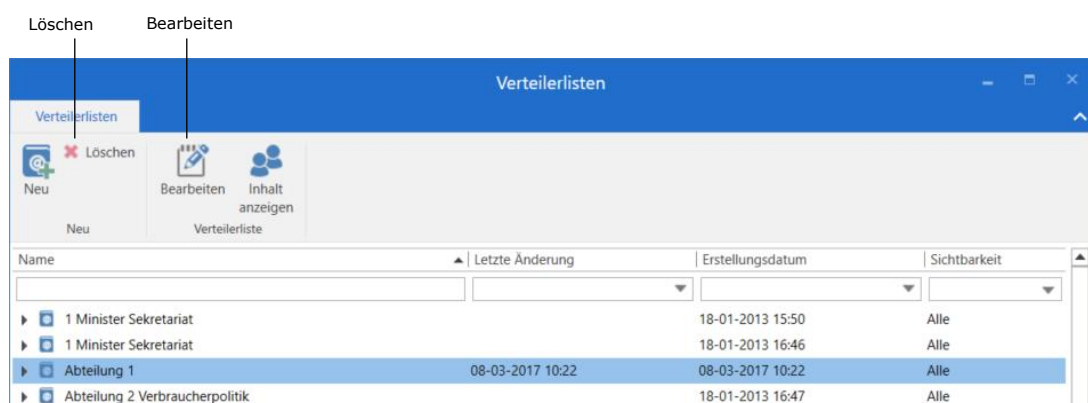 Löschen Bearbeiten
Verteilerlisten
Verteilerlisten
Löschen
Neu Bearbeiten Inhalt anzeigen
Neu Verteilerliste
Name Letzte Änderung Erstellungsdatum Sichtbarkeit
1 Minister Sekretariat 18-01-2013 15:50 Alle
1 Minister Sekretariat 18-01-2013 16:46 Alle
Abteilung 1 08-03-2017 10:22 08-03-2017 10:22 Alle
Abteilung 2 Verbraucherpolitik 18-01-2013 16:47 Alle